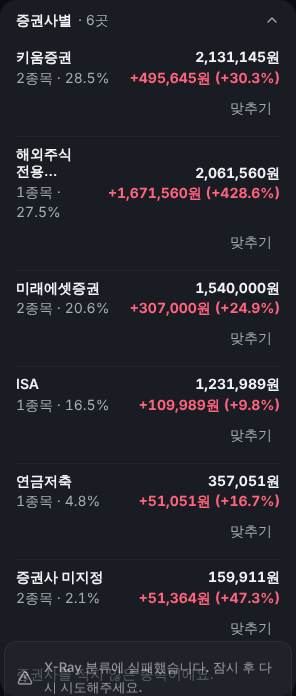 증권사별 · 6곳
키움증권 2,131,145원
2종목 · 28.5% +495,645원 (+30.3%)
맞추기
해외주식
전용... 2,061,560원
1종목 · +1,671,560원 (+428.6%)
27.5%
맞추기
미래에셋증권 1,540,000원
2종목 · 20.6% +307,000원 (+24.9%)
맞추기
ISA 1,231,989원
1종목 · 16.5% +109,989원 (+9.8%)
맞추기
연금저축 357,051원
1종목 · 4.8% +51,051원 (+16.7%)
맞추기
증권사 미지정 159,911원
2종목 · 2.1% +51,364원 (+47.3%)
맞추기
X-Ray 분류에 실패했습니다. 잠시 후 다
시 시도해주세요.